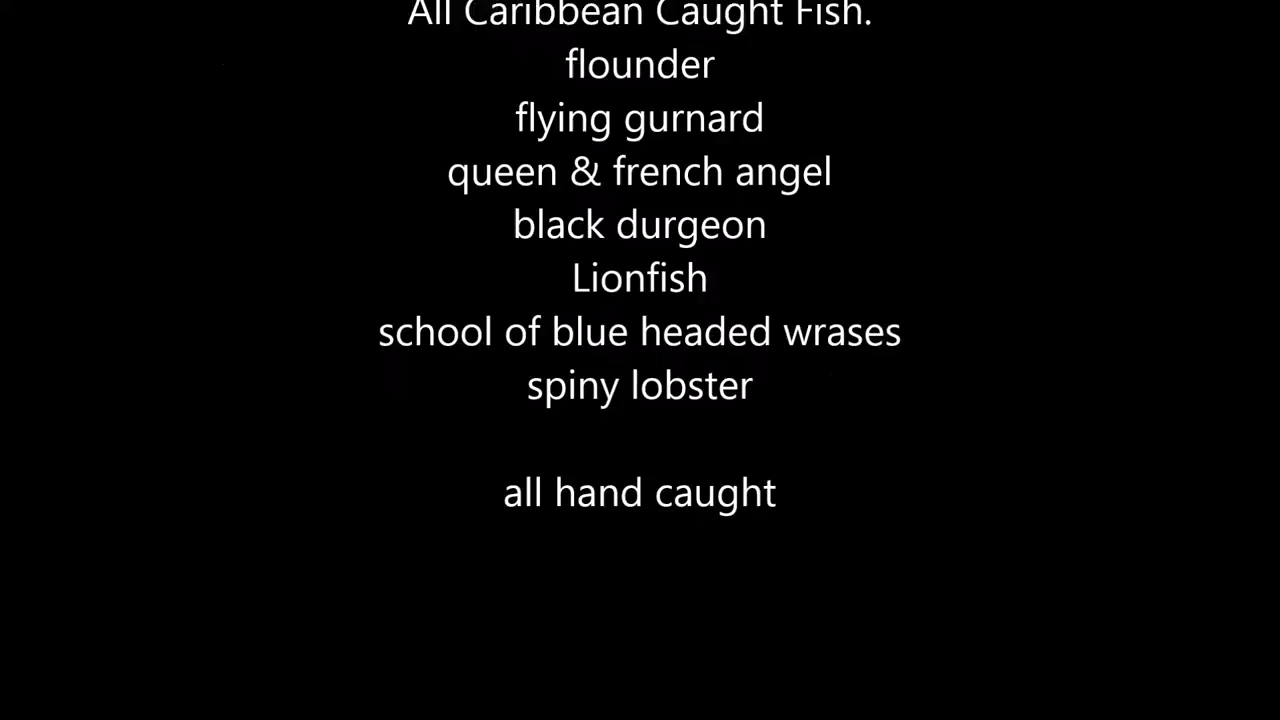 All Caribbean Caught Fish.
flounder
flying gurnard
queen & french angel
black durgeon
Lionfish
school of blue headed wrases
spiny lobster
all hand caught